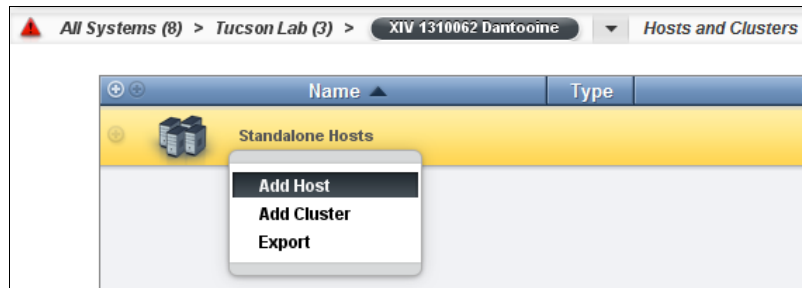 All Systems (8) > Tucson Lab (3) > XIV 1310062 Dantooine Hosts and Clusters
Name Type
Standalone Hosts
Add Host
Add Cluster
Export